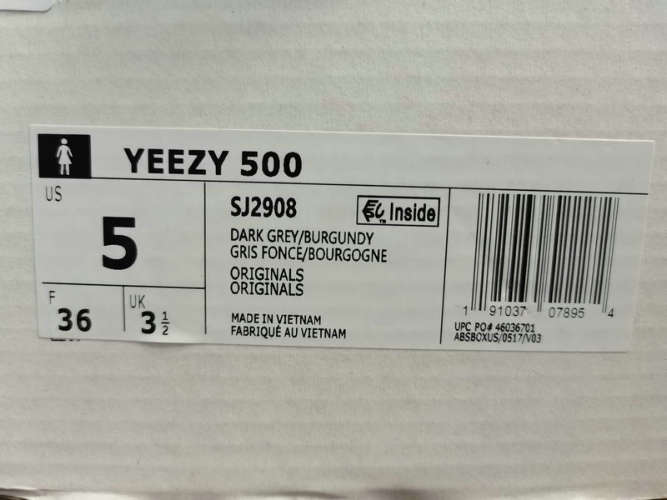 YEEZY 500
US
5
F
36
UK
3 1/2
SJ2908
Inside
DARK GREY/BURGUNDY
GRIS FONCE/BOURGOGNE
ORIGINALS
ORIGINALS
MADE IN VIETNAM
FABRIQUÉ AU VIETNAM
1 91037 07895 4
UPC PO# 46036701
ABSBOXUS/0517/V03